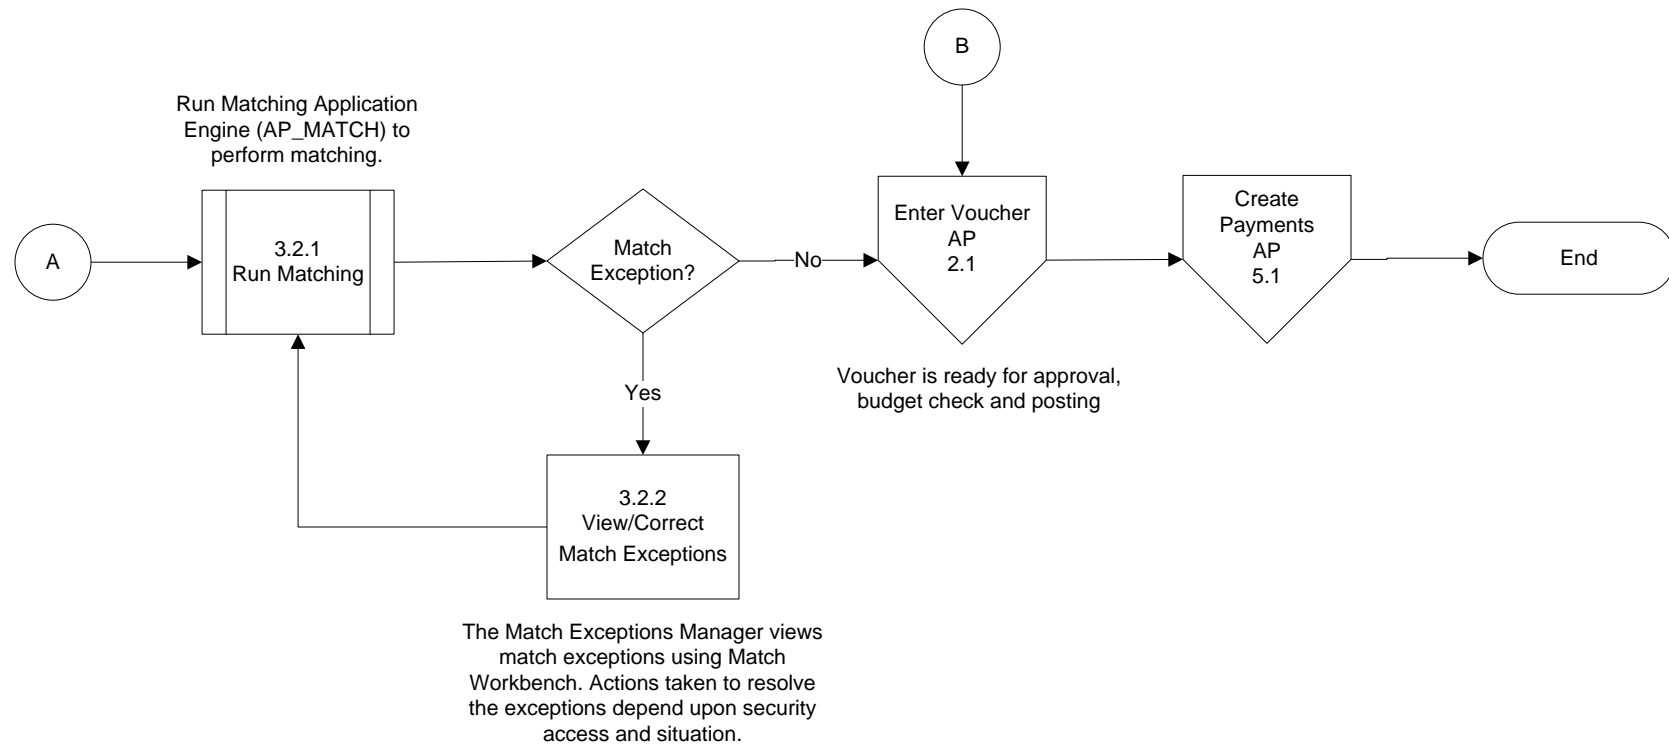 B
Run Matching Application
Engine (AP_MATCH) to
perform matching.
A
3.2.1
Run Matching
Match
Exception?
No
Enter Voucher
AP
2.1
Create
Payments
AP
5.1
End
Voucher is ready for approval,
budget check and posting
Yes
3.2.2
View/Correct
Match Exceptions
The Match Exceptions Manager views
match exceptions using Match
Workbench. Actions taken to resolve
the exceptions depend upon security
access and situation.